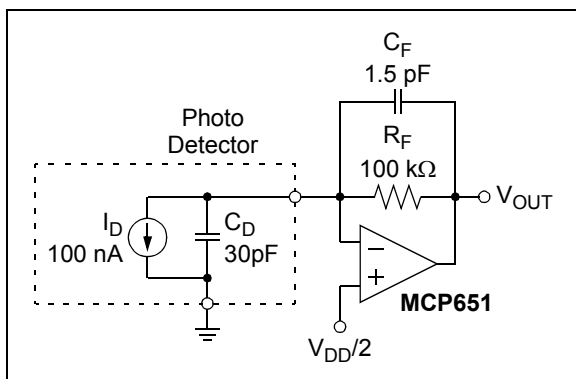 C_F
1.5 pF
Photo
Detector
R_F
100 kΩ
V_OUT
I_D
100 nA
C_D
30pF
−
+
MCP651
V_DD/2